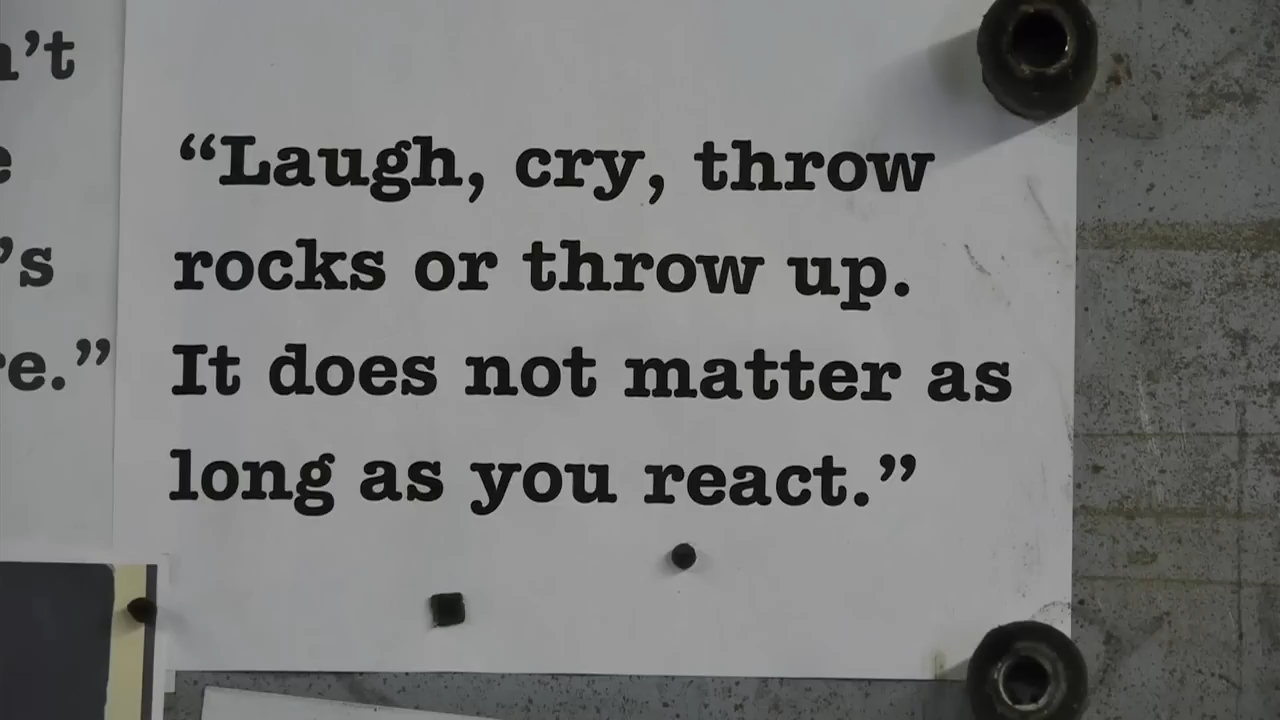 “Laugh, cry, throw
rocks or throw up.
It does not matter as
long as you react.”